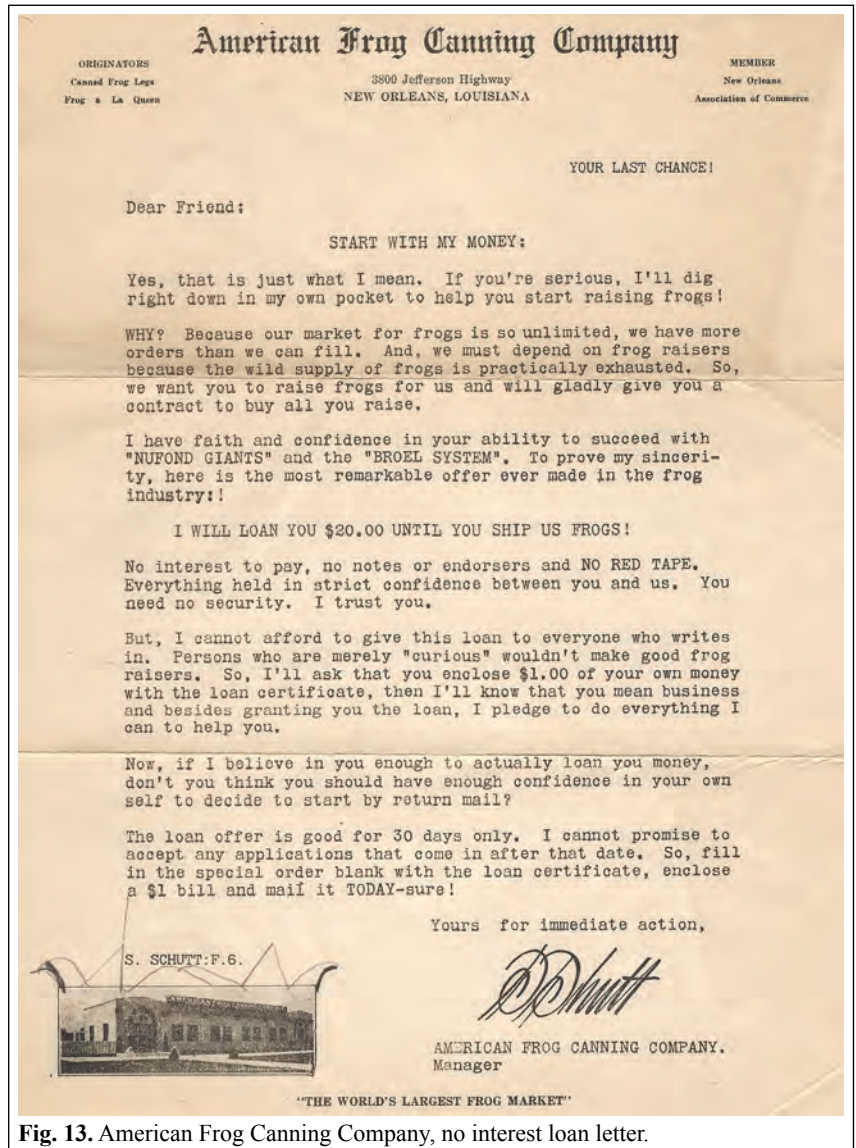 American Frog Canning Company
ORIGINATORS
Canned Frog Legs
Frog a La Queen
3800 Jefferson Highway
NEW ORLEANS, LOUISIANA
MEMBER
New Orleans
Association of Commerce
YOUR LAST CHANCE!
Dear Friend:
START WITH MY MONEY:
Yes, that is just what I mean. If you're serious, I'll dig
right down in my own pocket to help you start raising frogs!
WHY? Because our market for frogs is so unlimited, we have more
orders than we can fill. And, we must depend on frog raisers
because the wild supply of frogs is practically exhausted. So,
we want you to raise frogs for us and will gladly give you a
contract to buy all you raise.
I have faith and confidence in your ability to succeed with
"NUFOND GIANTS" and the "BROEL SYSTEM". To prove my sinceri-
ty, here is the most remarkable offer ever made in the frog
industry:!
I WILL LOAN YOU $20.00 UNTIL YOU SHIP US FROGS!
No interest to pay, no notes or endorsers and NO RED TAPE.
Everything held in strict confidence between you and us. You
need no security. I trust you.
But, I cannot afford to give this loan to everyone who writes
in. Persons who are merely "curious" wouldn't make good frog
raisers. So, I'll ask that you enclose $1.00 of your own money
with the loan certificate, then I'll know that you mean business
and besides granting you the loan, I pledge to do everything I
can to help you.
Now, if I believe in you enough to actually loan you money,
don't you think you should have enough confidence in your own
self to decide to start by return mail?
The loan offer is good for 30 days only. I cannot promise to
accept any applications that come in after that date. So, fill
in the special order blank with the loan certificate, enclose
a $1 bill and mail it TODAY-sure!
Yours for immediate action,
S. SCHUTT:F.6.
AMERICAN FROG CANNING COMPANY.
Manager
"THE WORLD'S LARGEST FROG MARKET"
Fig. 13. American Frog Canning Company, no interest loan letter.